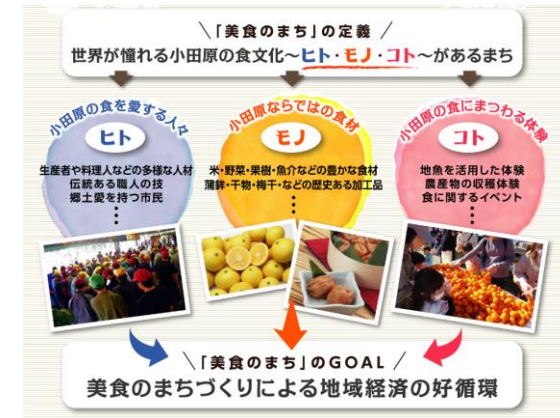 「美食のまち」の定義
世界が憧れる小田原の食文化～ヒト・モノ・コト～があるまち
小田原の食を愛する人々
ヒト
生産者や料理人などの多様な人材
伝統ある職人の技
郷土愛を持つ市民
⋮
小田原ならではの食材
モノ
米・野菜・果樹・魚介などの豊かな食材
蒲鉾・干物・梅干・などの歴史ある加工品
⋮
小田原の食にまつわる体験
コト
地魚を活用した体験
農産物の収穫体験
食に関するイベント
⋮
「美食のまち」のGOAL
美食のまちづくりによる地域経済の好循環